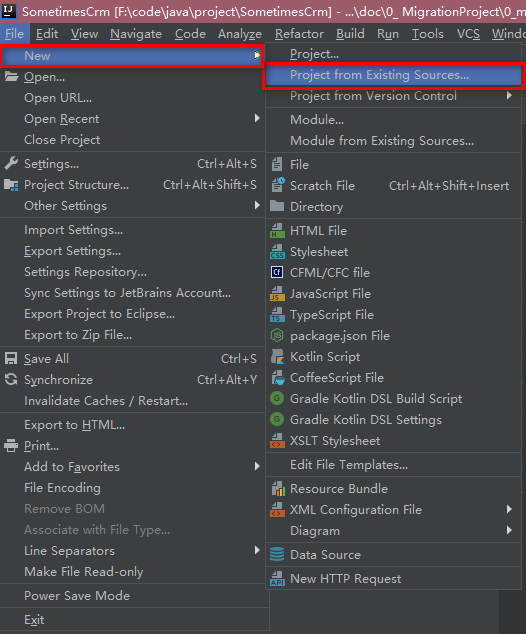 SometimesCrm [F:\code\java\project\SometimesCrm] - ...\doc\0_ MigrationProject\0_m
File Edit View Navigate Code Analyze Refactor Build Run Tools VCS Windo
New
Open...
Open URL...
Open Recent
Close Project
Settings... Ctrl+Alt+S
Project Structure... Ctrl+Alt+Shift+S
Other Settings
Import Settings...
Export Settings...
Settings Repository...
Sync Settings to JetBrains Account...
Export Project to Eclipse...
Export to Zip File...
Save All Ctrl+S
Synchronize Ctrl+Alt+Y
Invalidate Caches / Restart...
Export to HTML...
Print...
Add to Favorites
File Encoding
Remove BOM
Associate with File Type...
Line Separators
Make File Read-only
Power Save Mode
Exit
Project...
Project from Existing Sources...
Project from Version Control
Module...
Module from Existing Sources...
File
Scratch File Ctrl+Alt+Shift+Insert
Directory
HTML File
Stylesheet
CFML/CFC file
JavaScript File
TypeScript File
package.json File
Kotlin Script
CoffeeScript File
Gradle Kotlin DSL Build Script
Gradle Kotlin DSL Settings
XSLT Stylesheet
Edit File Templates...
Resource Bundle
XML Configuration File
Diagram
Data Source
New HTTP Request